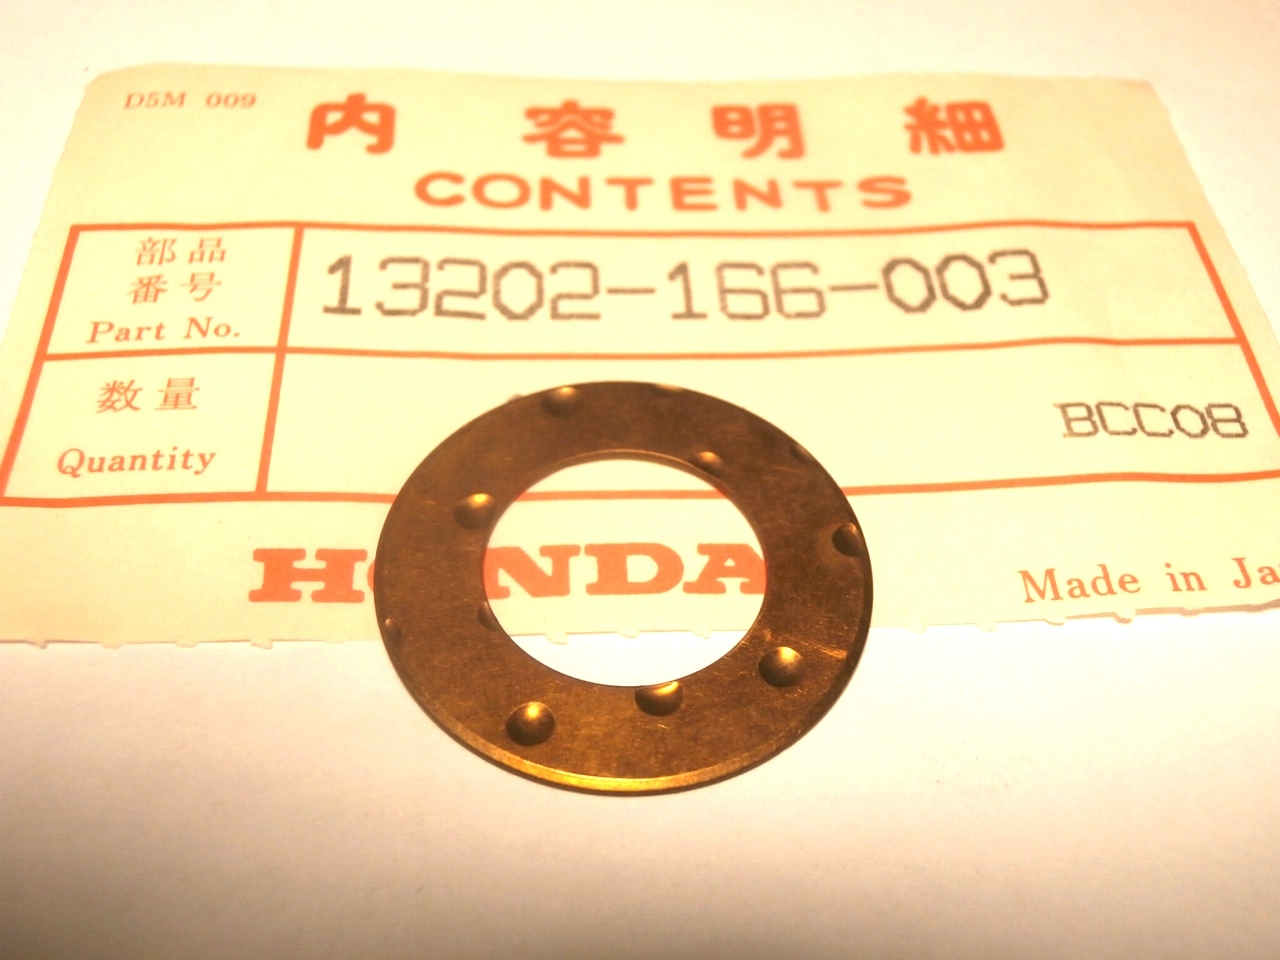 D5M 009
内容明細
CONTENTS
部品
番号
Part No.
13202-166-003
数量
Quantity
BCC08
HONDA
Made in Ja